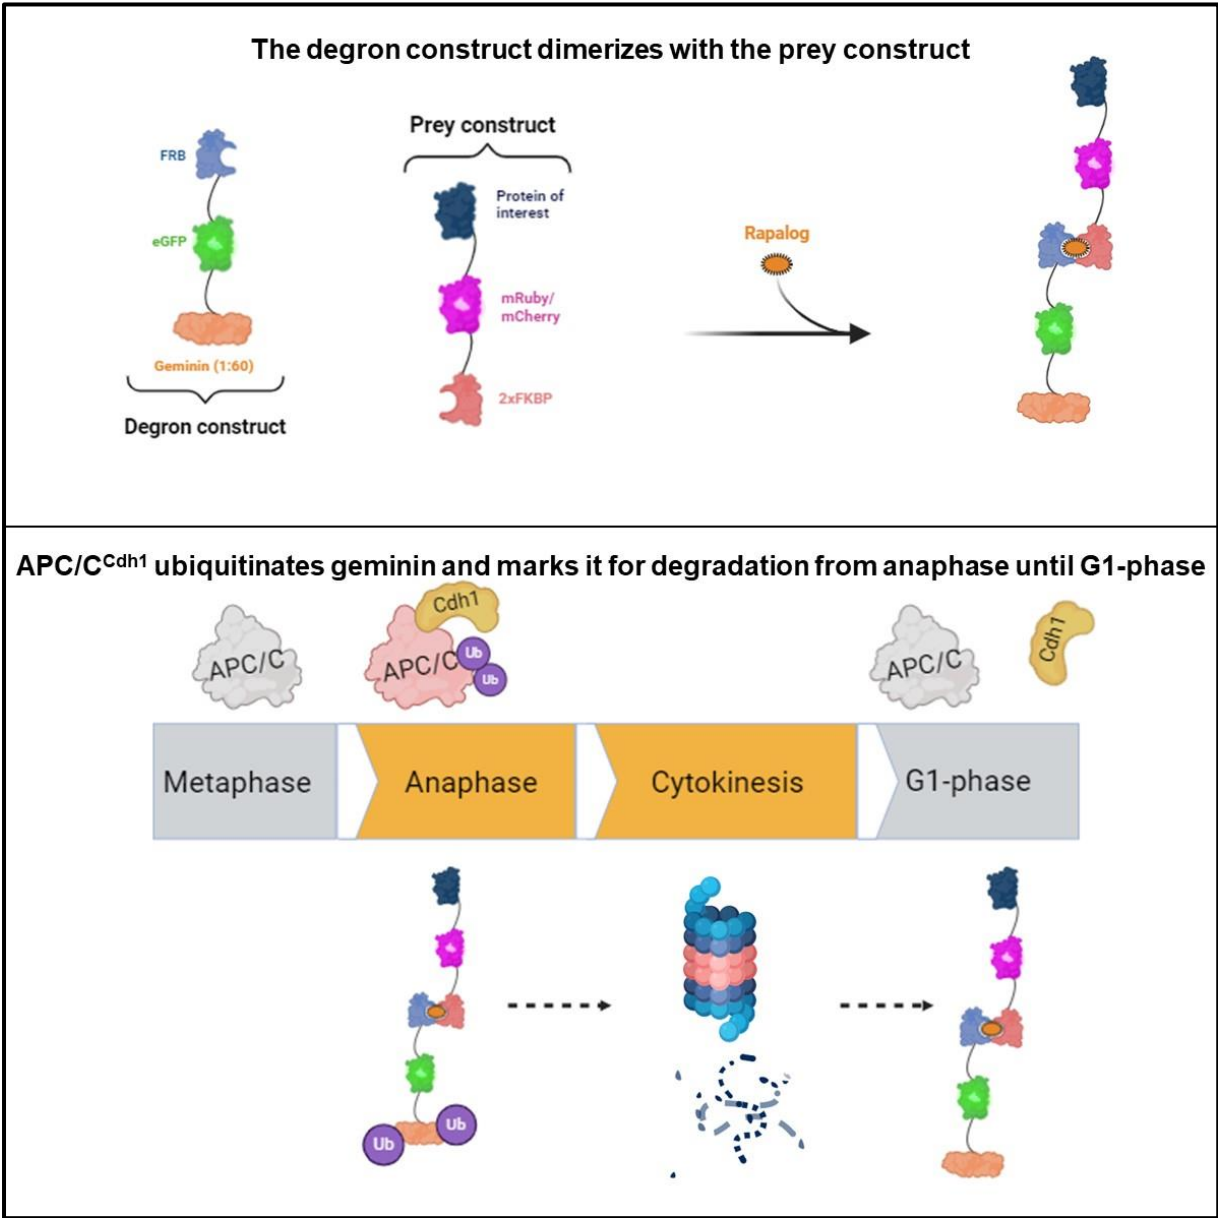 The degron construct dimerizes with the prey construct
FRB
eGFP
Geminin (1:60)
Degron construct
Prey construct
Protein of
interest
mRuby/
mCherry
2xFKBP
Rapalog
APC/CCdh1 ubiquitinates geminin and marks it for degradation from anaphase until G1-phase
APC/C
Cdh1
APC/C
Ub
Ub
APC/C
Cdh1
Metaphase
Anaphase
Cytokinesis
G1-phase
Ub
Ub